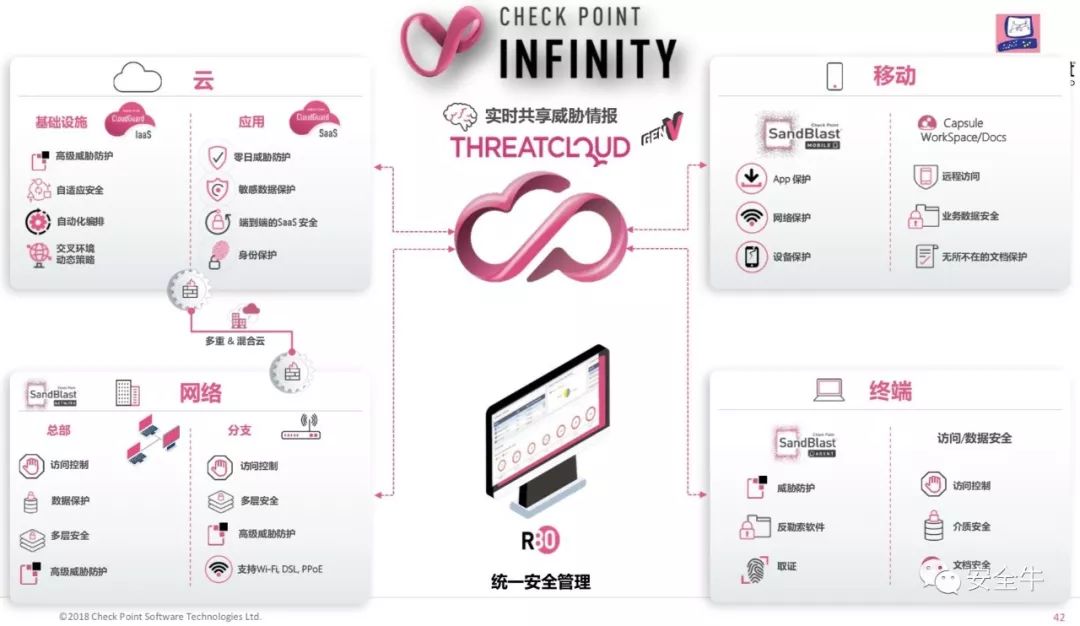 CHECK POINT
INFINITY
实时共享威胁情报
THREATCLOUD
GEN V
云
基础设施
CloudGuard
IaaS
高级威胁防护
自适应安全
自动化编排
交叉环境
动态策略
应用
CloudGuard
SaaS
零日威胁防护
敏感数据保护
端到端的SaaS 安全
身份保护
多重 & 混合云
移动
Check Point
SandBlast
MOBILE
App 保护
网络保护
设备保护
Capsule
WorkSpace/Docs
远程访问
业务数据安全
无所不在的文档保护
Check Point
SandBlast
NETWORK
网络
总部
访问控制
数据保护
多层安全
高级威胁防护
分支
访问控制
多层安全
高级威胁防护
支持Wi-Fi, DSL, PPoE
R80
统一安全管理
终端
Check Point
SandBlast
AGENT
威胁防护
反勒索软件
取证
访问/数据安全
访问控制
介质安全
文档安全
安全牛
©2018 Check Point Software Technologies Ltd.
42